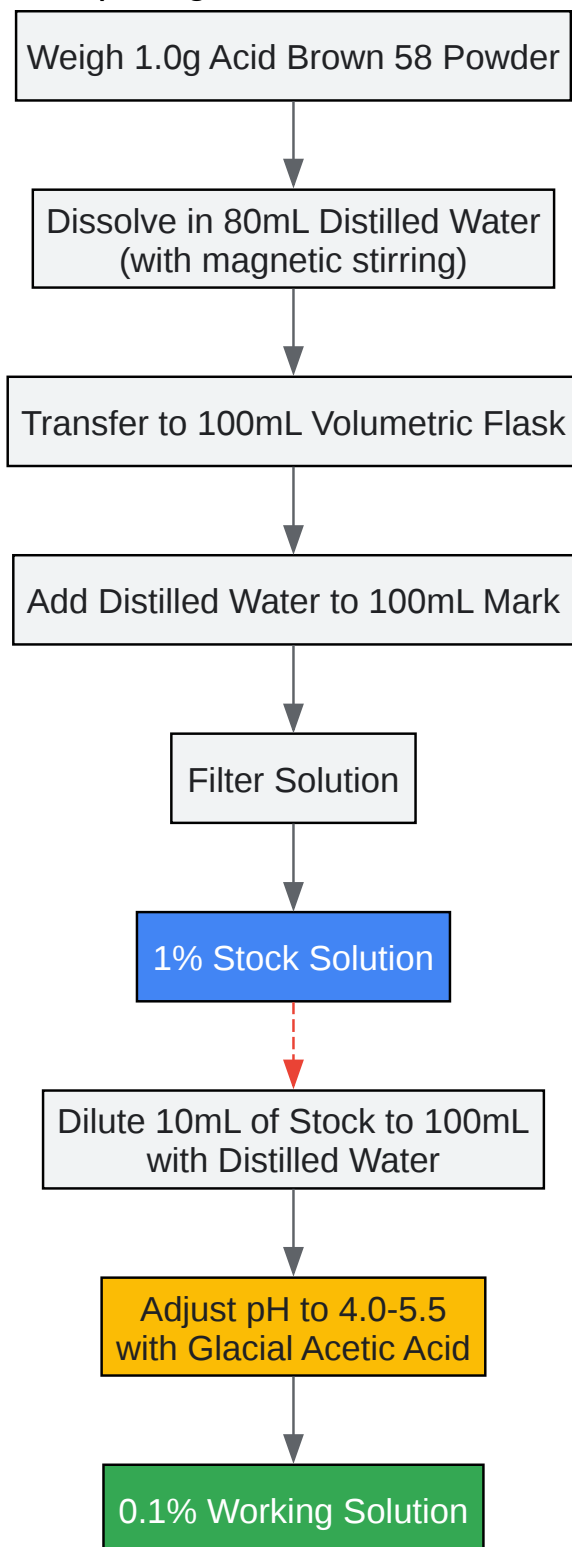 Weigh 1.0g Acid Brown 58 Powder
Dissolve in 80mL Distilled Water
(with magnetic stirring)
Transfer to 100mL Volumetric Flask
Add Distilled Water to 100mL Mark
Filter Solution
1% Stock Solution
Dilute 10mL of Stock to 100mL
with Distilled Water
Adjust pH to 4.0-5.5
with Glacial Acetic Acid
0.1% Working Solution